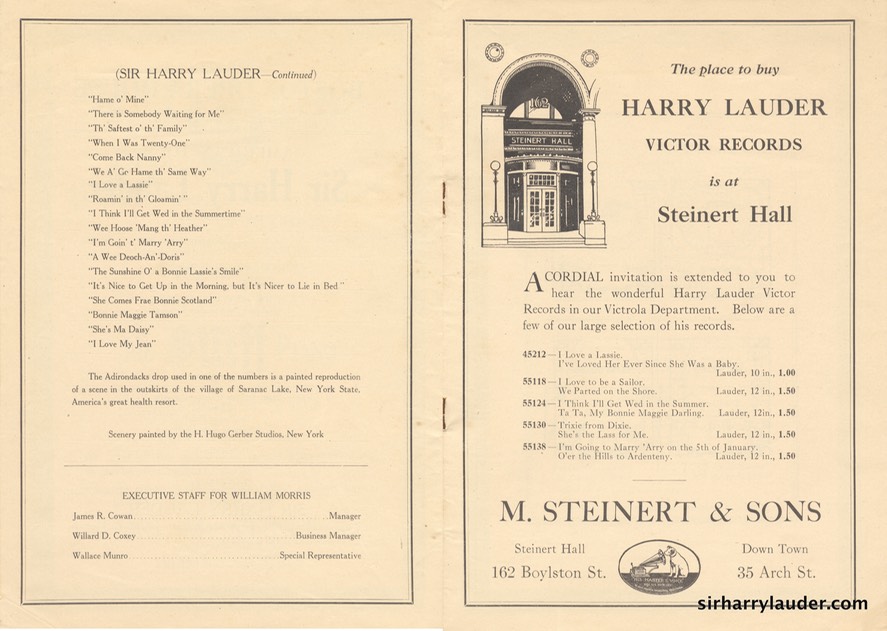 (SIR HARRY LAUDER—Continued)
"Hame o' Mine"
"There is Somebody Waiting for Me"
"Th' Saftest o' th' Family"
"When I Was Twenty-One"
"Come Back Nanny"
"We A' Go Hame th' Same Way"
"I Love a Lassie"
"Roamin' in th' Gloamin' "
"I Think I'll Get Wed in the Summertime"
"Wee Hoose 'Mang th' Heather"
"I'm Goin' t' Marry 'Arry"
"A Wee Deoch-An'-Doris"
"The Sunshine O' a Bonnie Lassie's Smile"
"It's Nice to Get Up in the Morning, but It's Nicer to Lie in Bed "
"She Comes Frae Bonnie Scotland"
"Bonnie Maggie Tamson"
"She's Ma Daisy"
"I Love My Jean"
The Adirondacks drop used in one of the numbers is a painted reproduction
of a scene in the outskirts of the village of Saranac Lake, New York State,
America's great health resort.
Scenery painted by the H. Hugo Gerber Studios, New York
EXECUTIVE STAFF FOR WILLIAM MORRIS
James R. Cowan Manager
Willard D. Coxey Business Manager
Wallace Munro Special Representative
162
STEINERT HALL
The place to buy
HARRY LAUDER
VICTOR RECORDS
is at
Steinert Hall
A CORDIAL invitation is extended to you to
hear the wonderful Harry Lauder Victor
Records in our Victrola Department. Below are a
few of our large selection of his records.
45212—I Love a Lassie.
I've Loved Her Ever Since She Was a Baby.
Lauder, 10 in., 1.00
55118—I Love to be a Sailor.
We Parted on the Shore. Lauder, 12 in., 1.50
55124—I Think I'll Get Wed in the Summer.
Ta Ta, My Bonnie Maggie Darling. Lauder, 12in., 1.50
55130—Trixie from Dixie.
She's the Lass for Me. Lauder, 12 in., 1.50
55138—I'm Going to Marry 'Arry on the 5th of January.
O'er the Hills to Ardenteny. Lauder, 12 in., 1.50
M. STEINERT & SONS
Steinert Hall
162 Boylston St.
"HIS MASTER'S VOICE"
Down Town
35 Arch St.
sirharrylauder.com